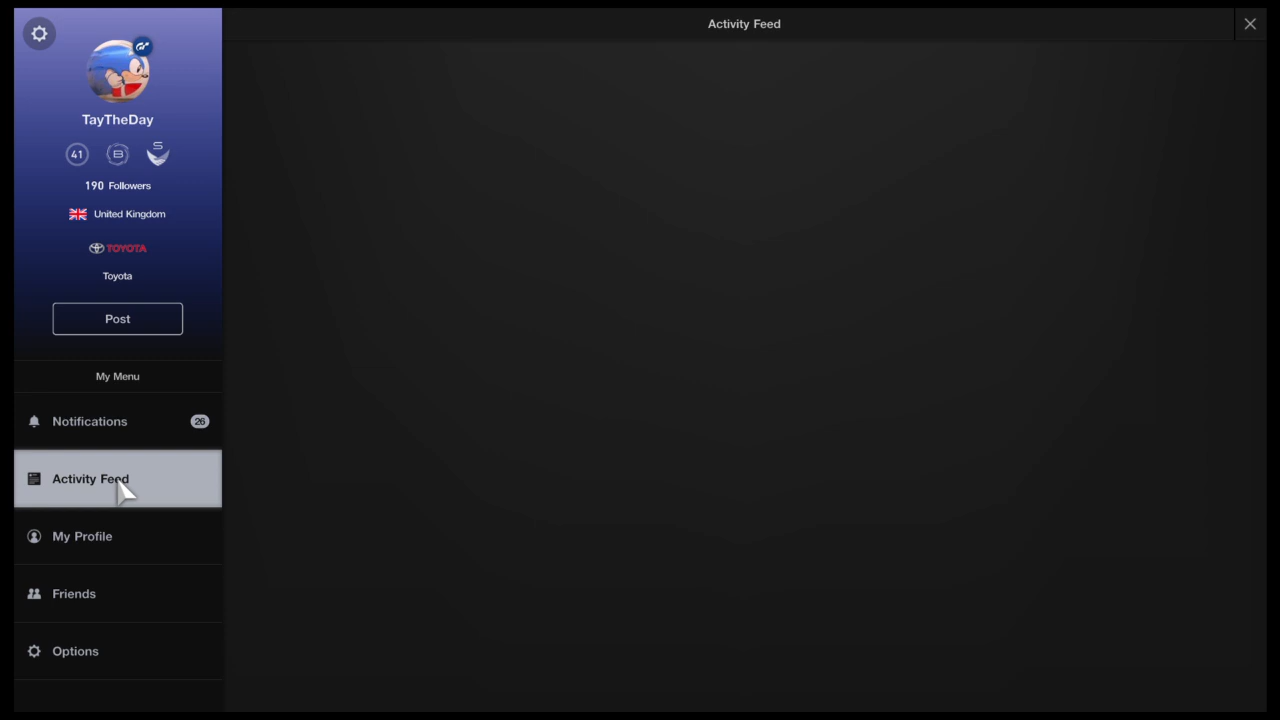 Activity Feed
TayTheDay
41
B
S
190 Followers
United Kingdom
TOYOTA
Toyota
Post
My Menu
Notifications
26
Activity Feed
My Profile
Friends
Options